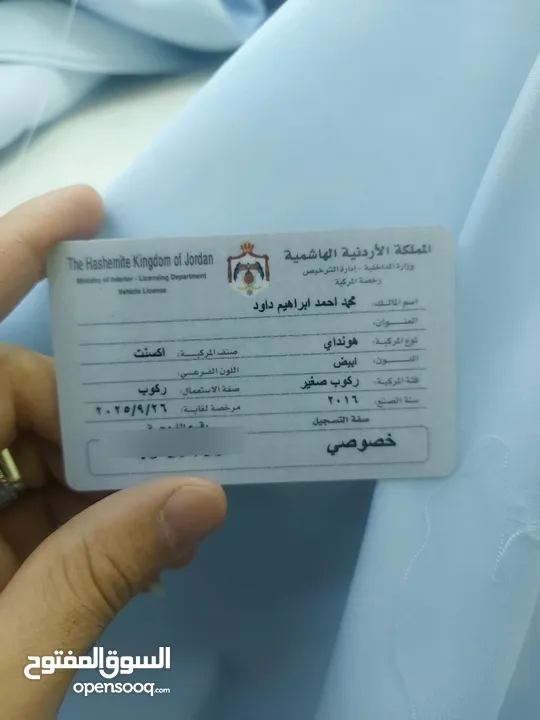 The Hashemite Kingdom of Jordan
Ministry of Interior - Licensing Department
Vehicle License
المملكة الأردنية الهاشمية
وزارة الداخلية - إدارة الترخيص
رخصة المركبة
اسم المالك: محمد احمد ابراهيم داود
العنوان:
نوع المركبة: هونداي صنف المركبة: اكسنت
اللون: ابيض اللون الفرعي:
فئة المركبة: ركوب صغير صفة الاستعمال: ركوب
سنة الصنع: ٢٠١٦ مرخصة لغاية: ٢٠٢٥/٩/٢٦
صفة التسجيل
خصوصي
السوق المفتوح
opensooq.com